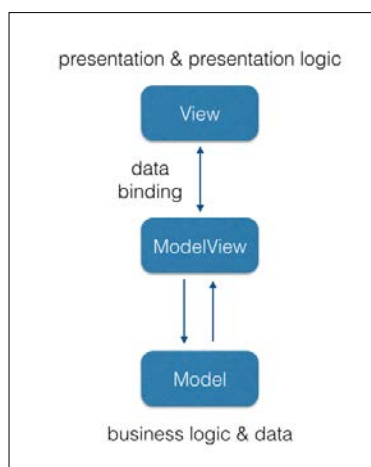 presentation & presentation logic
View
data
binding
ModelView
Model
business logic & data